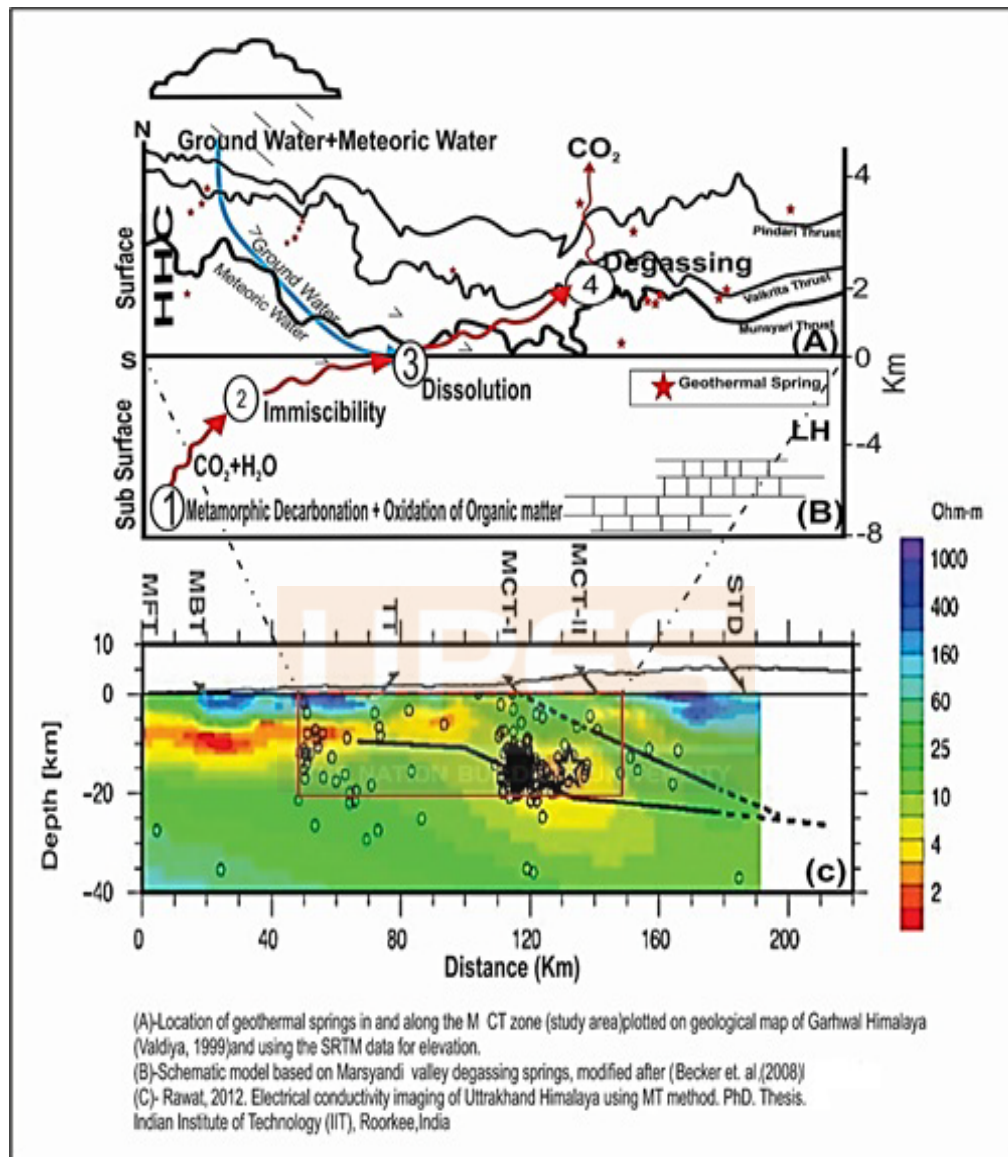 Ground Water+Meteoric Water
CO₂
N
4
Pindari Thrust
Surface
HHC
Ground Water
Meteoric Water
Degassing
4
2
Vaikrita Thrust
Munsyari Thrust
(A)
S
3
0
Km
Dissolution
2
Immiscibility
Geothermal Spring
LH
-4
Sub Surface
CO₂+H₂O
1
Metamorphic Decarbonation + Oxidation of Organic matter
(B)
-8
Ohm-m
MFT
MBT
TT
MCT-I
MCT-II
STD
1000
400
160
60
25
10
4
2
UPES
A NATION BUILDING UNIVERSITY
10
0
-20
-40
Depth [km]
(c)
0 40 80 120 160 200
Distance (Km)
(A)-Location of geothermal springs in and along the M CT zone (study area)plotted on geological map of Garhwal Himalaya
(Valdiya, 1999)and using the SRTM data for elevation.
(B)-Schematic model based on Marsyandi valley degassing springs, modified after (Becker et. al,(2008)l
(C)- Rawat, 2012. Electrical conductivity imaging of Uttrakhand Himalaya using MT method. PhD. Thesis.
Indian Institute of Technology (IIT), Roorkee,India